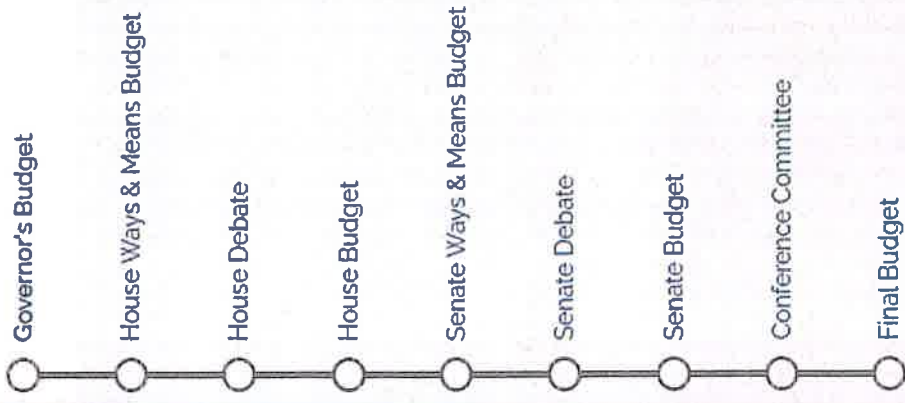 Governor's Budget
House Ways & Means Budget
House Debate
House Budget
Senate Ways & Means Budget
Senate Debate
Senate Budget
Conference Committee
Final Budget